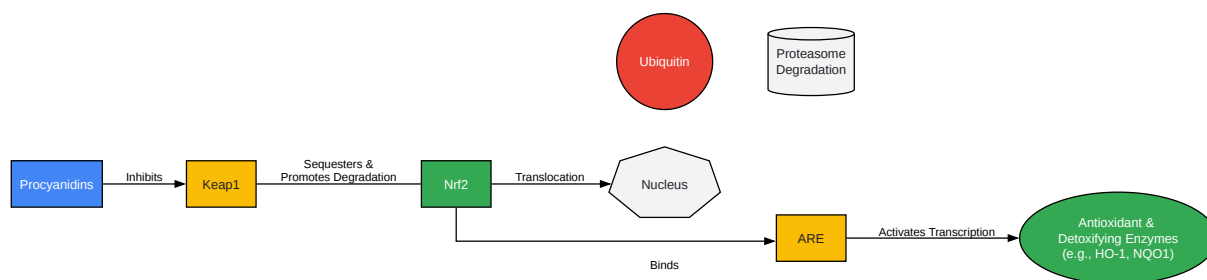 Ubiquitin
Proteasome
Degradation
Procyanidins
Inhibits
Keap1
Sequesters &
Promotes Degradation
Nrf2
Translocation
Nucleus
Binds
ARE
Activates Transcription
Antioxidant &
Detoxifying Enzymes
(e.g., HO-1, NQO1)